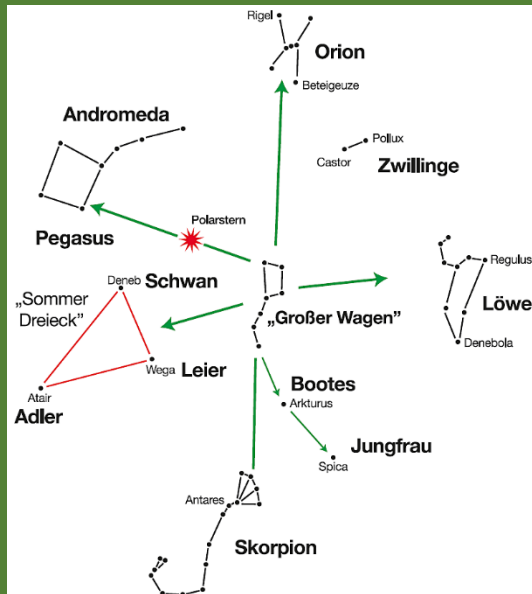 Rigel
Orion
Beteigeuze
Andromeda
Pollux
Castor
Zwillinge
Polarstern
Pegasus
Deneb Schwan
Regulus
„Sommer
Dreieck”
Löwe
„Großer Wagen”
Denebola
Wega Leier
Atair
Adler
Bootes
Arkturus
Jungfrau
Spica
Antares
Skorpion